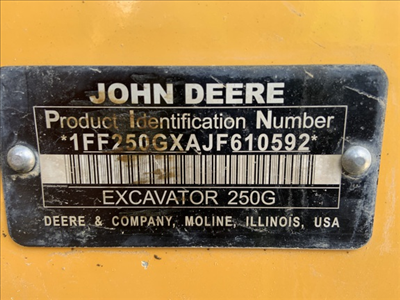 JOHN DEERE
Product Identification Number
*1FF250GXAJF610592*
EXCAVATOR 250G
DEERE & COMPANY, MOLINE, ILLINOIS, USA